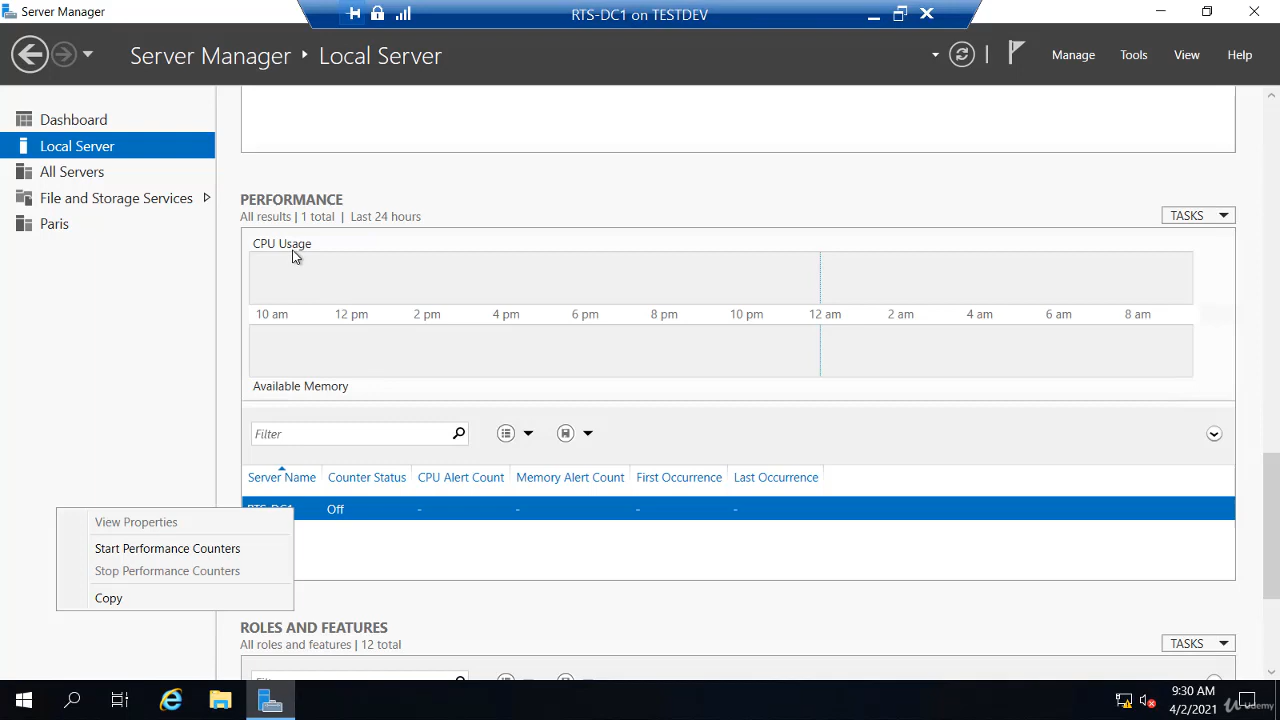 Server Manager
RTS-DC1 on TESTDEV
Server Manager • Local Server
Manage Tools View Help
Dashboard
Local Server
All Servers
File and Storage Services
Paris
PERFORMANCE
All results | 1 total | Last 24 hours
TASKS
CPU Usage
10 am 12 pm 2 pm 4 pm 6 pm 8 pm 10 pm 12 am 2 am 4 am 6 am 8 am
Available Memory
Filter
Server Name Counter Status CPU Alert Count Memory Alert Count First Occurrence Last Occurrence
RTS-DC1 Off - - - -
View Properties
Start Performance Counters
Stop Performance Counters
Copy
ROLES AND FEATURES
All roles and features | 12 total
TASKS
9:30 AM
4/2/2021
Udemy